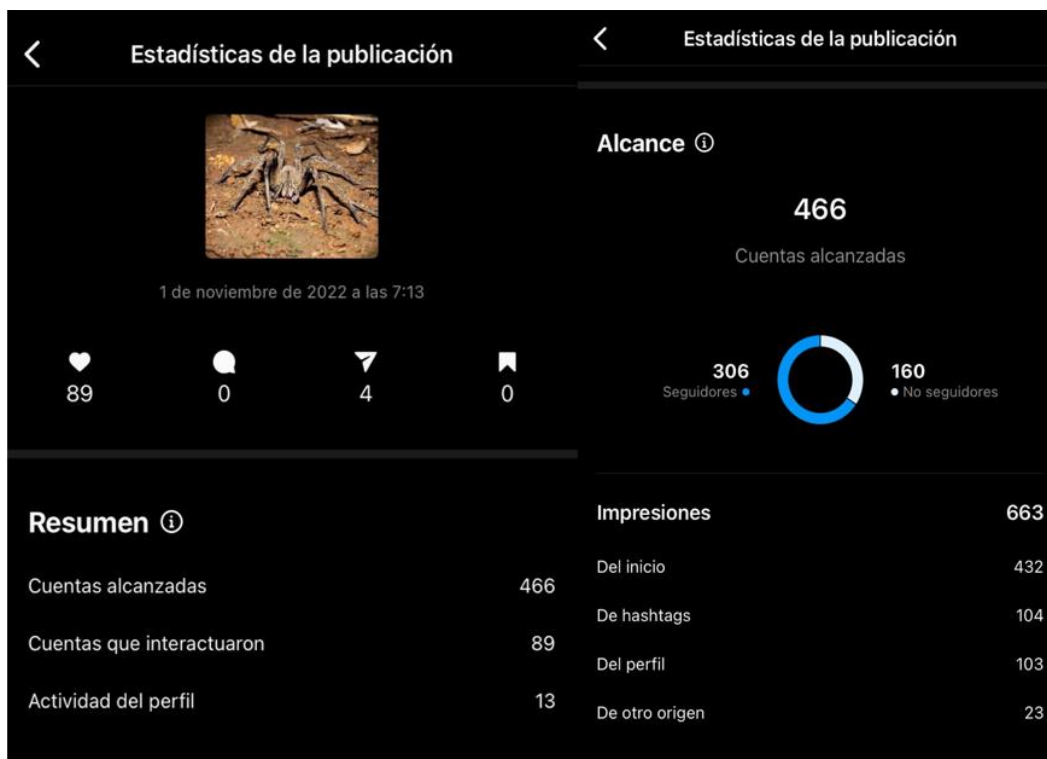 Estadísticas de la publicación
1 de noviembre de 2022 a las 7:13
89 0 4 0
Resumen
Cuentas alcanzadas 466
Cuentas que interactuaron 89
Actividad del perfil 13
Estadísticas de la publicación
Alcance
466
Cuentas alcanzadas
306 160
Seguidores No seguidores
Impresiones 663
Del inicio 432
De hashtags 104
Del perfil 103
De otro origen 23